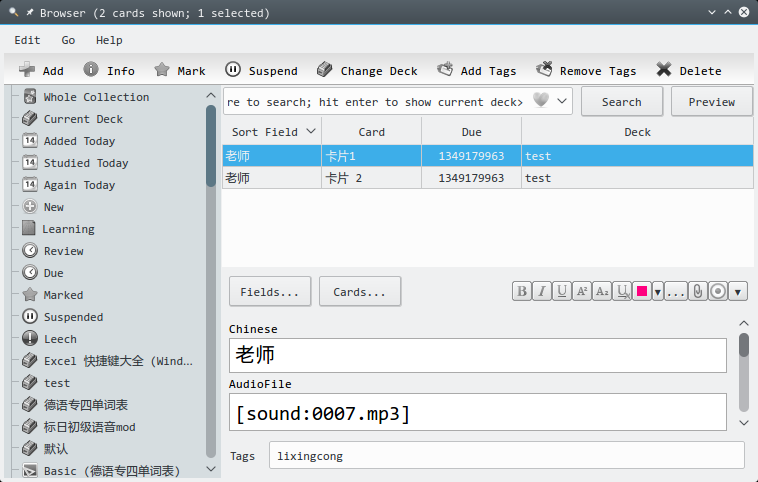 Browser (2 cards shown; 1 selected)
Edit Go Help
Add Info Mark Suspend Change Deck Add Tags Remove Tags Delete
Whole Collection
Current Deck
14 Added Today
14 Studied Today
14 Again Today
New
Learning
Review
Due
Marked
Suspended
Leech
Excel 快捷键大全 (Wind...
test
德语专四单词表
标日初级语音mod
默认
Basic (德语专四单词表)
re to search; hit enter to show current deck> Search Preview
Sort Field Card Due Deck
老师 卡片1 1349179963 test
老师 卡片 2 1349179963 test
Fields... Cards... B I U A² A₂ U ...
Chinese
老师
AudioFile
[sound:0007.mp3]
Tags lixingcong